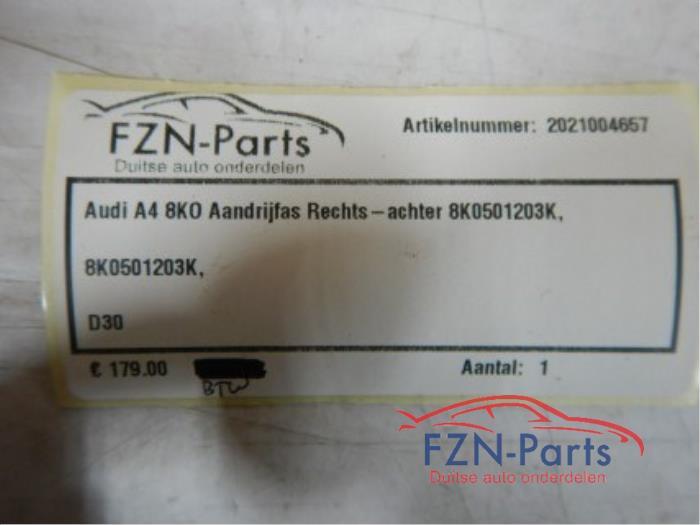 FZN-Parts
Duitse auto onderdelen
Artikelnummer: 2021004657
Audi A4 8KO Aandrijfas Rechts-achter 8K0501203K,
8K0501203K,
D30
€ 179.00
BTW
Aantal: 1
FZN-Parts
Duitse auto onderdelen